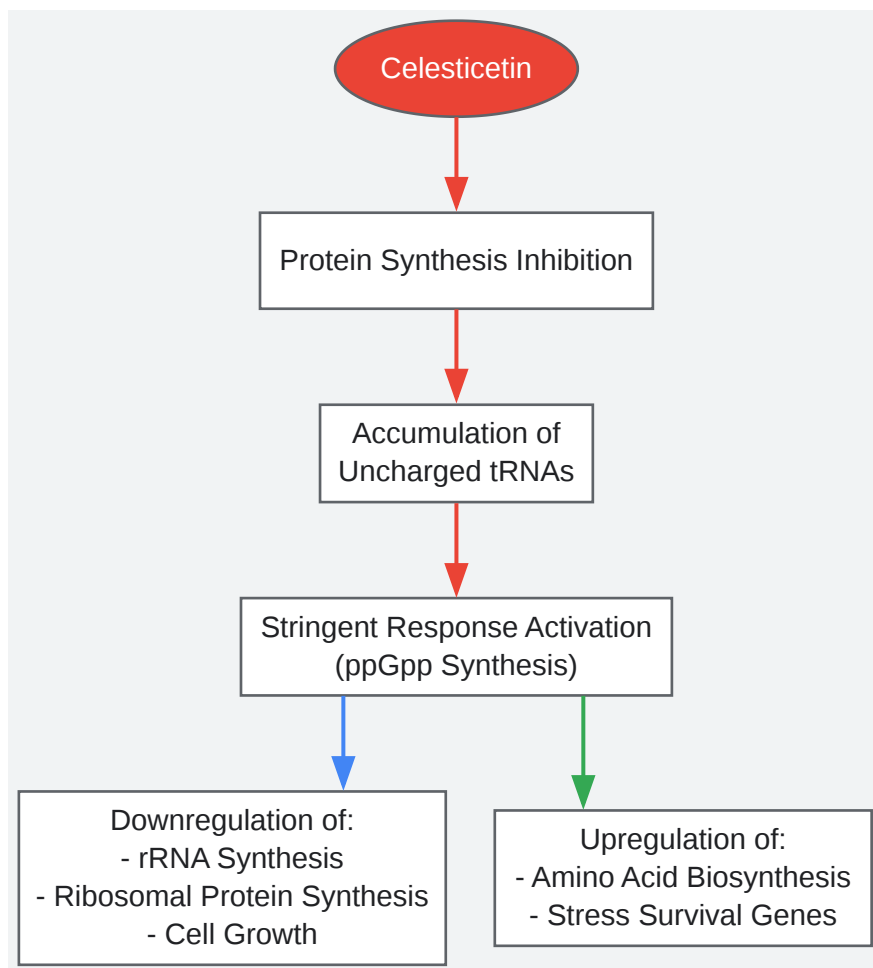 Celesticetin
Protein Synthesis Inhibition
Accumulation of
Uncharged tRNAs
Stringent Response Activation
(ppGpp Synthesis)
Downregulation of:
- rRNA Synthesis
- Ribosomal Protein Synthesis
- Cell Growth
Upregulation of:
- Amino Acid Biosynthesis
- Stress Survival Genes